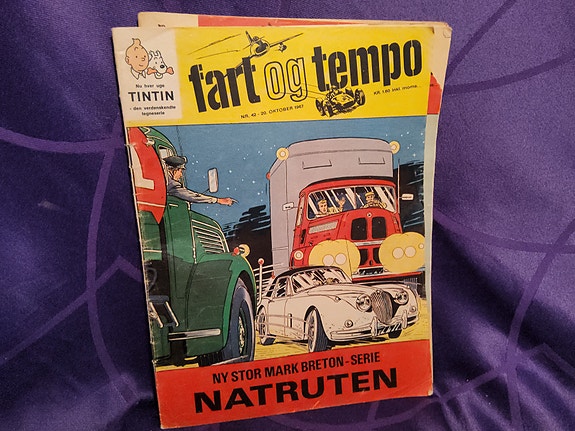 Nu hver uge
TINTIN
- den verdenskendte
tegneserie
fart og tempo
NR. 42 - 20. OKTOBER 1967
KR. 1,60 inkl. moms
NY STOR MARK BRETON-SERIE
NATRUTEN